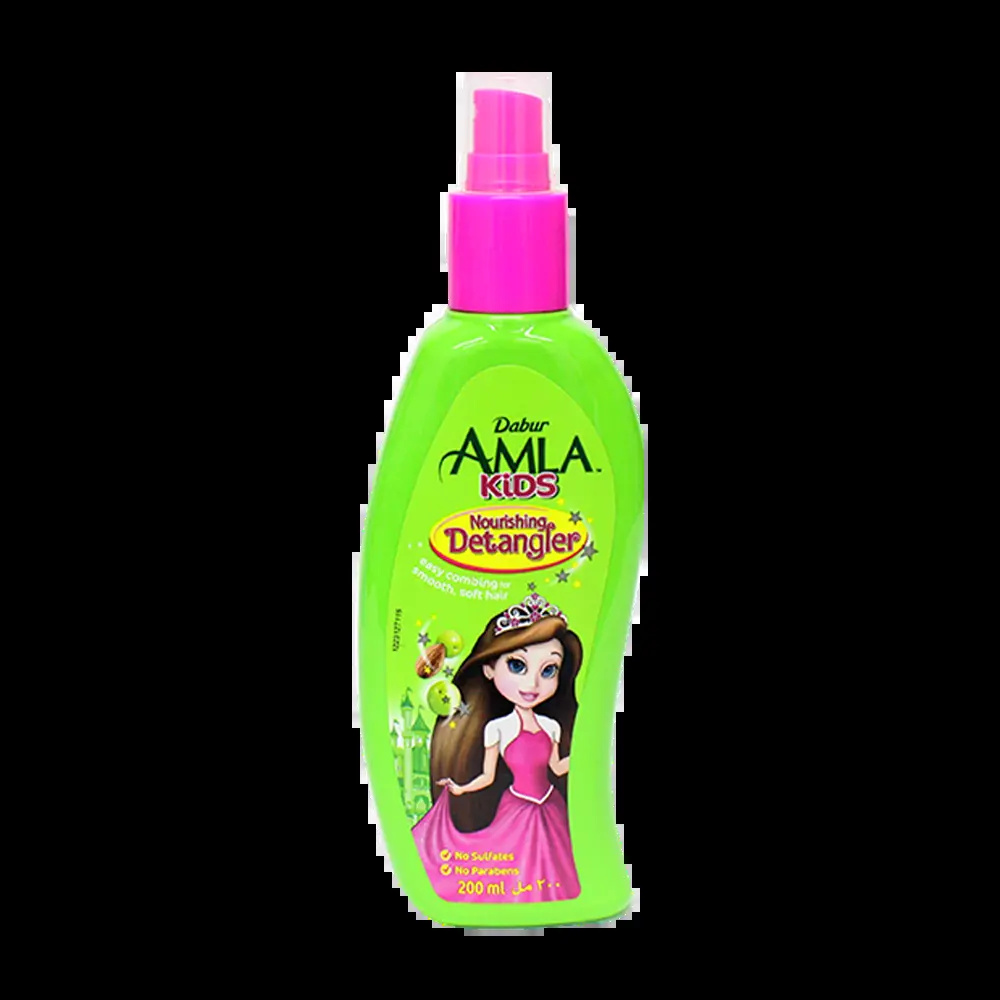 Dabur
AMLA
KiDS
Nourishing
Detangler
easy combing for
smooth, soft hair
No Sulfates
No Parabens
200 ml ٢٠٠ مل